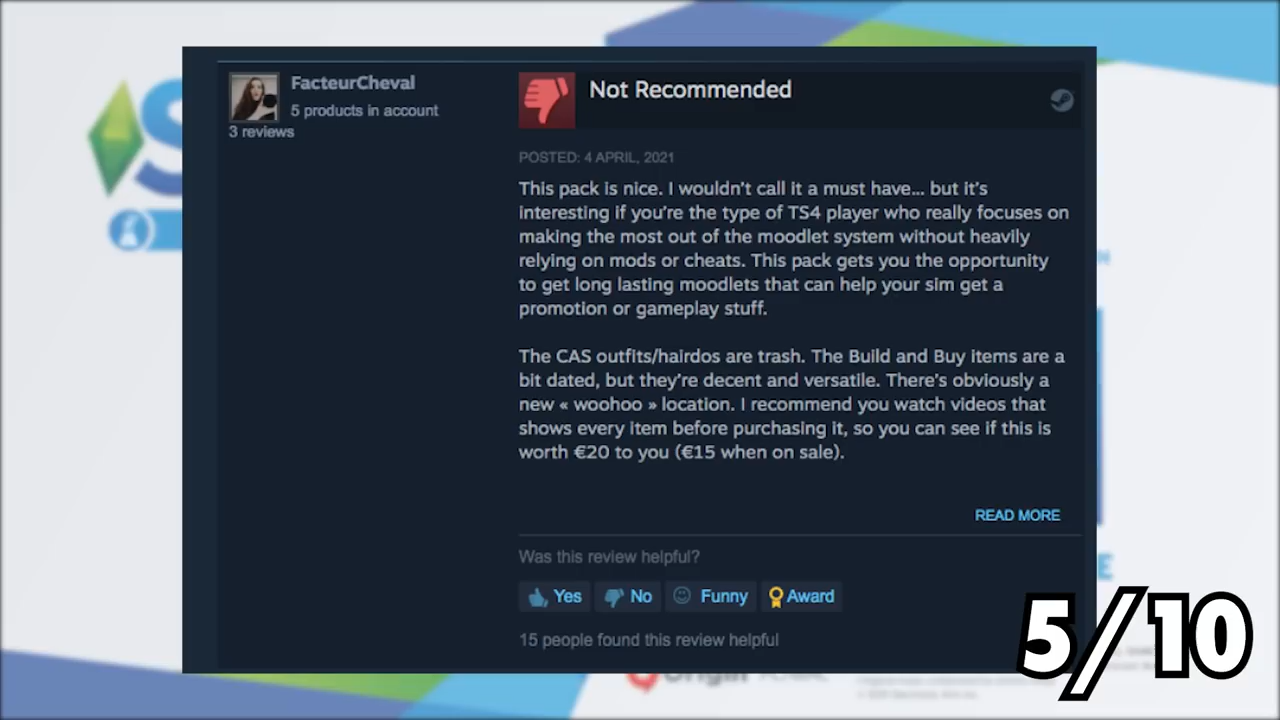 FacteurCheval
5 products in account
3 reviews
Not Recommended
POSTED: 4 APRIL, 2021
This pack is nice. I wouldn't call it a must have... but it's
interesting if you're the type of TS4 player who really focuses on
making the most out of the moodlet system without heavily
relying on mods or cheats. This pack gets you the opportunity
to get long lasting moodlets that can help your sim get a
promotion or gameplay stuff.
The CAS outfits/hairdos are trash. The Build and Buy items are a
bit dated, but they're decent and versatile. There's obviously a
new « woohoo » location. I recommend you watch videos that
shows every item before purchasing it, so you can see if this is
worth €20 to you (€15 when on sale).
READ MORE
Was this review helpful?
Yes No Funny Award
15 people found this review helpful
5/10
Origin